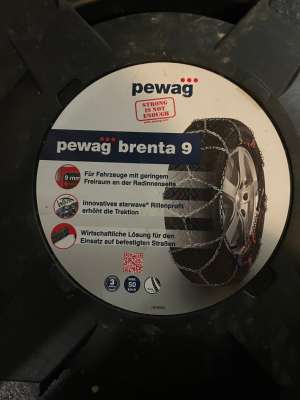 pewag
STRONG IS
NOT
ENOUGH
pewag brenta 9
9 mm
Für Fahrzeuge mit geringem
Freiraum an der Radinnenseite
Innovatives starwave® Rillenprofil
erhöht die Traktion
Wirtschaftliche Lösung für den
Einsatz auf befestigten Straßen
3
50